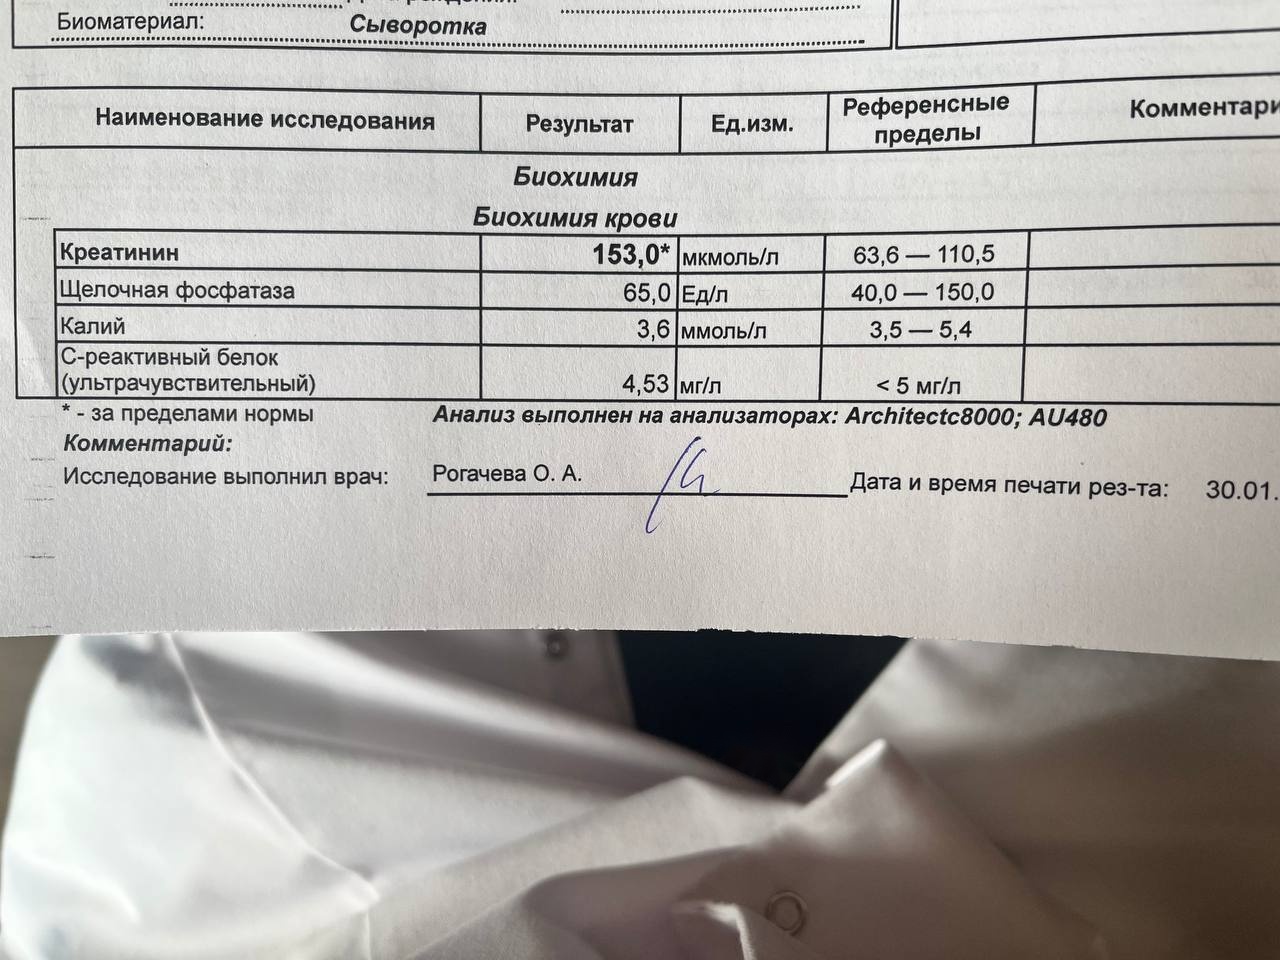 Биоматериал: Сыворотка
Наименование исследования Результат Ед.изм. Референсные пределы Комментари
Биохимия
Биохимия крови
Креатинин 153,0* мкмоль/л 63,6 — 110,5
Щелочная фосфатаза 65,0 Ед/л 40,0 — 150,0
Калий 3,6 ммоль/л 3,5 — 5,4
С-реактивный белок
(ультрачувствительный) 4,53 мг/л < 5 мг/л
* - за пределами нормы Анализ выполнен на анализаторах: Architectc8000; AU480
Комментарий:
Исследование выполнил врач: Рогачева О. А. Дата и время печати рез-та: 30.01.